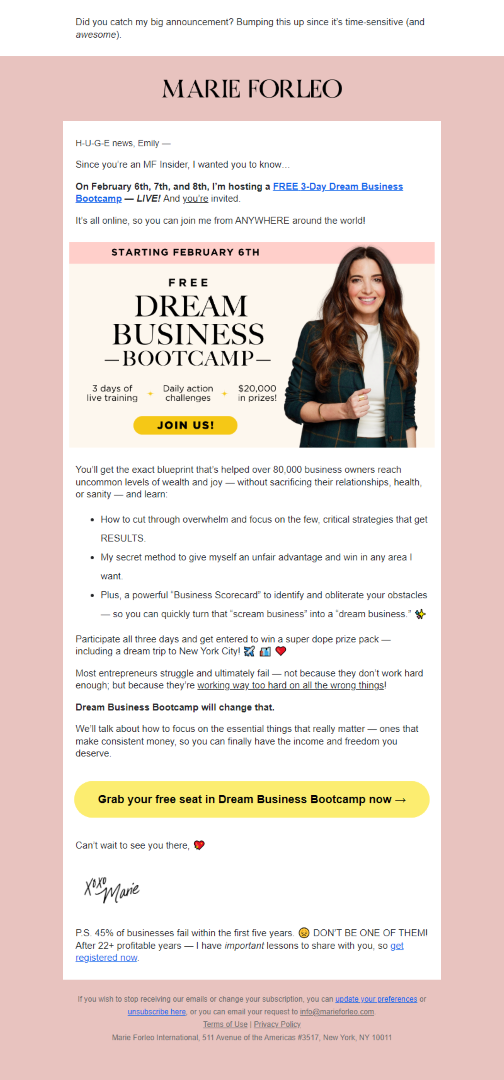 Did you catch my big announcement? Bumping this up since it's time-sensitive (and
awesome).
MARIE FORLEO
H-U-G-E news, Emily —
Since you're an MF Insider, I wanted you to know…
On February 6th, 7th, and 8th, I'm hosting a FREE 3-Day Dream Business
Bootcamp — LIVE! And you're invited.
It's all online, so you can join me from ANYWHERE around the world!
STARTING FEBRUARY 6TH
FREE
DREAM
BUSINESS
—BOOTCAMP—
3 days of
live training
Daily action
challenges
$20,000
in prizes!
JOIN US!
You'll get the exact blueprint that's helped over 80,000 business owners reach
uncommon levels of wealth and joy — without sacrificing their relationships, health,
or sanity — and learn:
• How to cut through overwhelm and focus on the few, critical strategies that get
RESULTS.
• My secret method to give myself an unfair advantage and win in any area I
want.
• Plus, a powerful "Business Scorecard" to identify and obliterate your obstacles
— so you can quickly turn that "scream business" into a "dream business." ✨
Participate all three days and get entered to win a super dope prize pack —
including a dream trip to New York City! ✈️ 🏙️ ❤️
Most entrepreneurs struggle and ultimately fail — not because they don't work hard
enough; but because they're working way too hard on all the wrong things!
Dream Business Bootcamp will change that.
We'll talk about how to focus on the essential things that really matter — ones that
make consistent money, so you can finally have the income and freedom you
deserve.
Grab your free seat in Dream Business Bootcamp now →
Can't wait to see you there, 💖
XOXO
Marie
P.S. 45% of businesses fail within the first five years. 😖 DON'T BE ONE OF THEM!
After 22+ profitable years — I have important lessons to share with you, so get
registered now.
If you wish to stop receiving our emails or change your subscription, you can update your preferences or
unsubscribe here, or you can email your request to info@marieforleo.com
Terms of Use | Privacy Policy
Marie Forleo International, 511 Avenue of the Americas #3517, New York, NY 10011